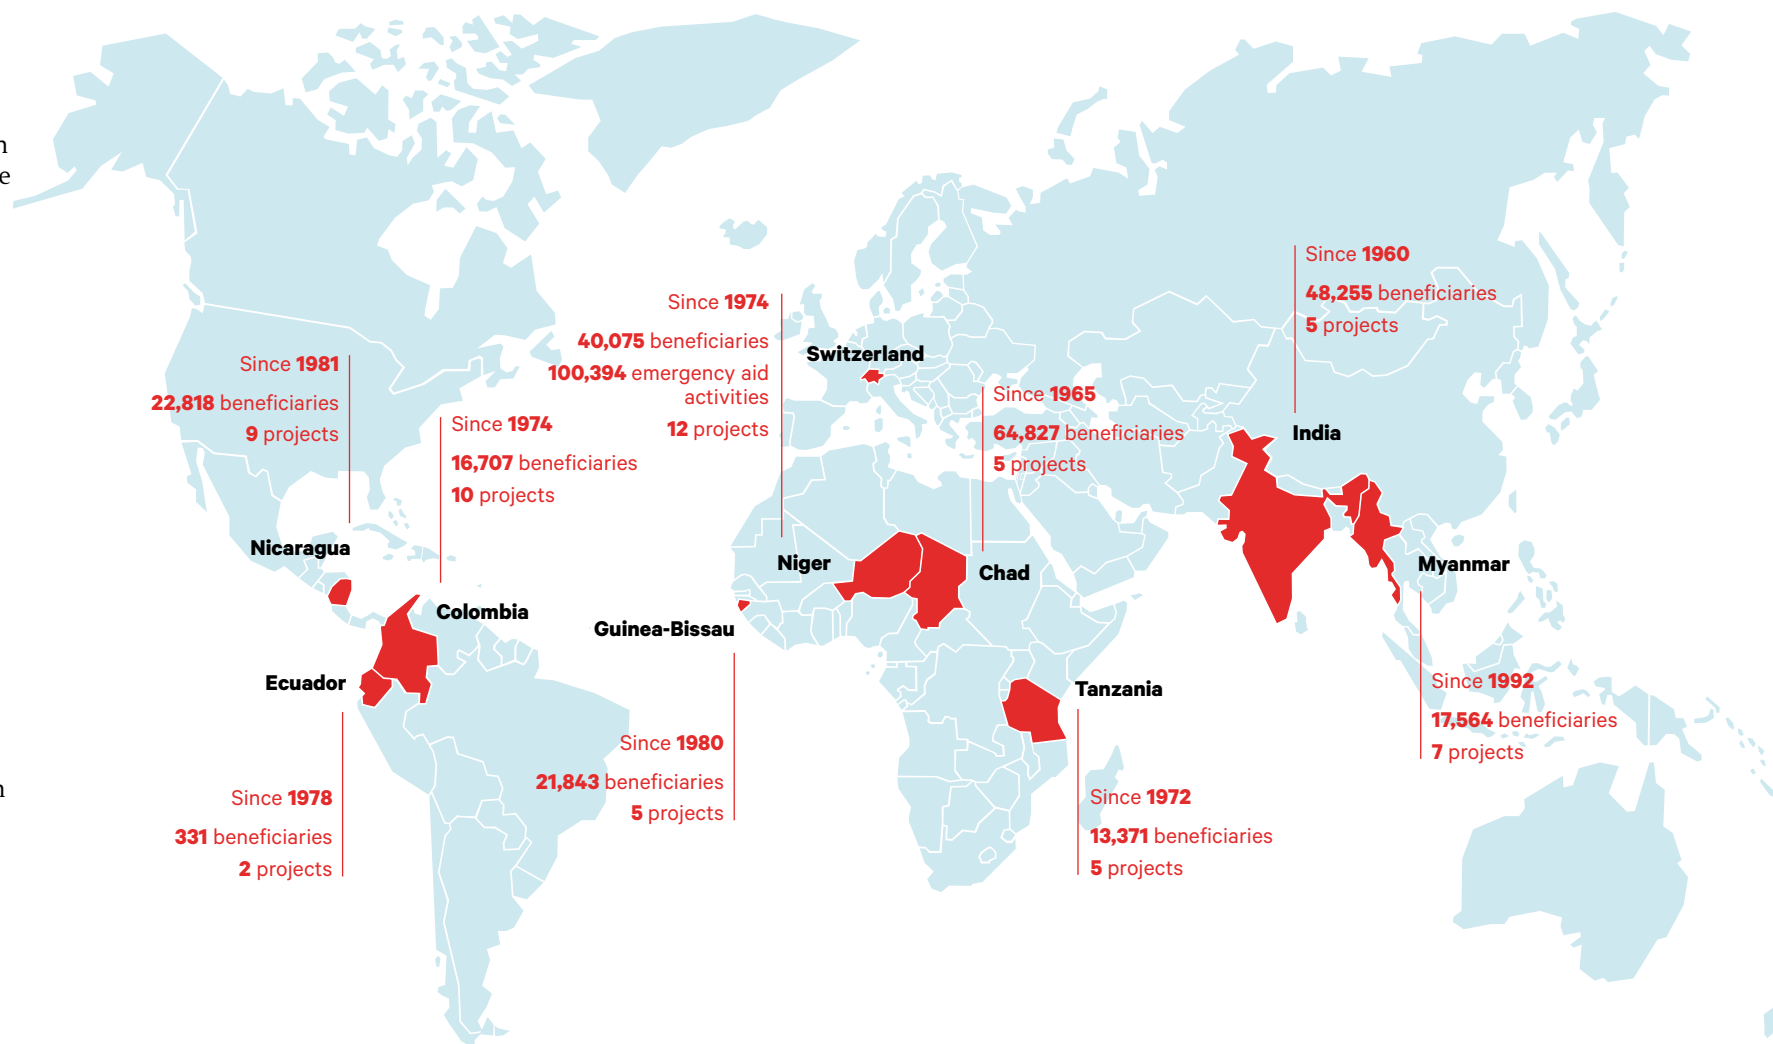 n
e
Since 1960
48,255 beneficiaries
5 projects
India
Since 1974
40,075 beneficiaries
100,394 emergency aid
activities
12 projects
Niger
Switzerland
Since 1981
22,818 beneficiaries
9 projects
Nicaragua
Since 1965
64,827 beneficiaries
5 projects
Chad
Since 1974
16,707 beneficiaries
10 projects
Colombia
Myanmar
Since 1992
17,564 beneficiaries
7 projects
Guinea-Bissau
Since 1980
21,843 beneficiaries
5 projects
Ecuador
Since 1978
331 beneficiaries
2 projects
Tanzania
Since 1972
13,371 beneficiaries
5 projects
n